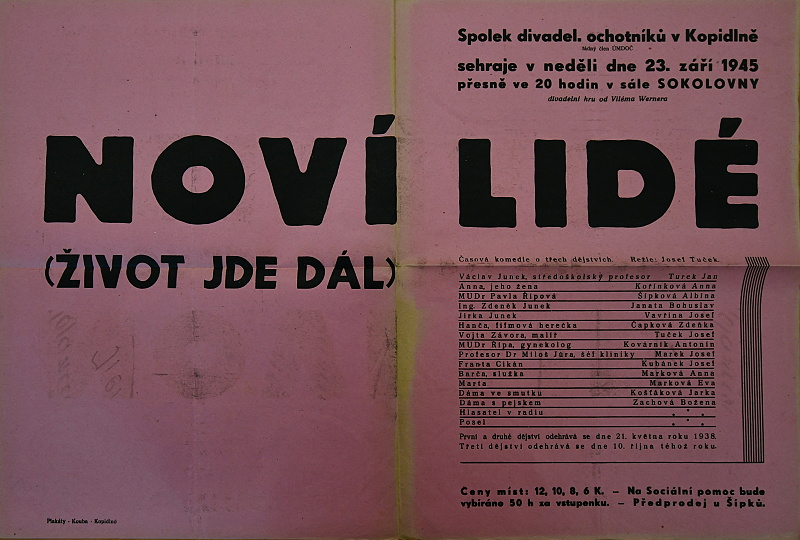 Spolek divadel. ochotníků v Kopidlně
řádný člen ÚMDOČ
sehraje v neděli dne 23. září 1945
přesně ve 20 hodin v sále SOKOLOVNY
divadelní hru od Viléma Wernera
NOVÍ LIDÉ
(ŽIVOT JDE DÁL)
Časová komedie o třech dějstvích. Režie: Josef Tuček.
Václav Junek, středoškolský profesor Turek Jan
Anna, jeho žena Kořínková Anna
MUDr Pavla Řípová Šípková Albína
Ing. Zdeněk Junek Janata Bohuslav
Jirka Junek Vavřina Josef
Hanča, filmová herečka Čapková Zdeňka
Vojta Závora, malíř Tuček Josef
MUDr Řípa, gynekolog Kovárník Antonín
Profesor Dr Miloš Jůra, šéf kliniky Marek Josef
Franta Cikán Kubánek Josef
Barča, služka Marková Anna
Marta Marková Eva
Dáma ve smutku Košťáková Jarka
Dáma s pejskem Zachová Božena
Hlasatel v radiu . * .
Posel . * .
První a druhé dějství odehrává se dne 21. května roku 1938.
Třetí dějství odehrává se dne 10. října téhož roku.
Ceny míst: 12, 10, 8, 6 K. – Na Sociální pomoc bude
vybíráno 50 h za vstupenku. – Předprodej u Šípků.
Plakáty - Kouba - Kopidlno